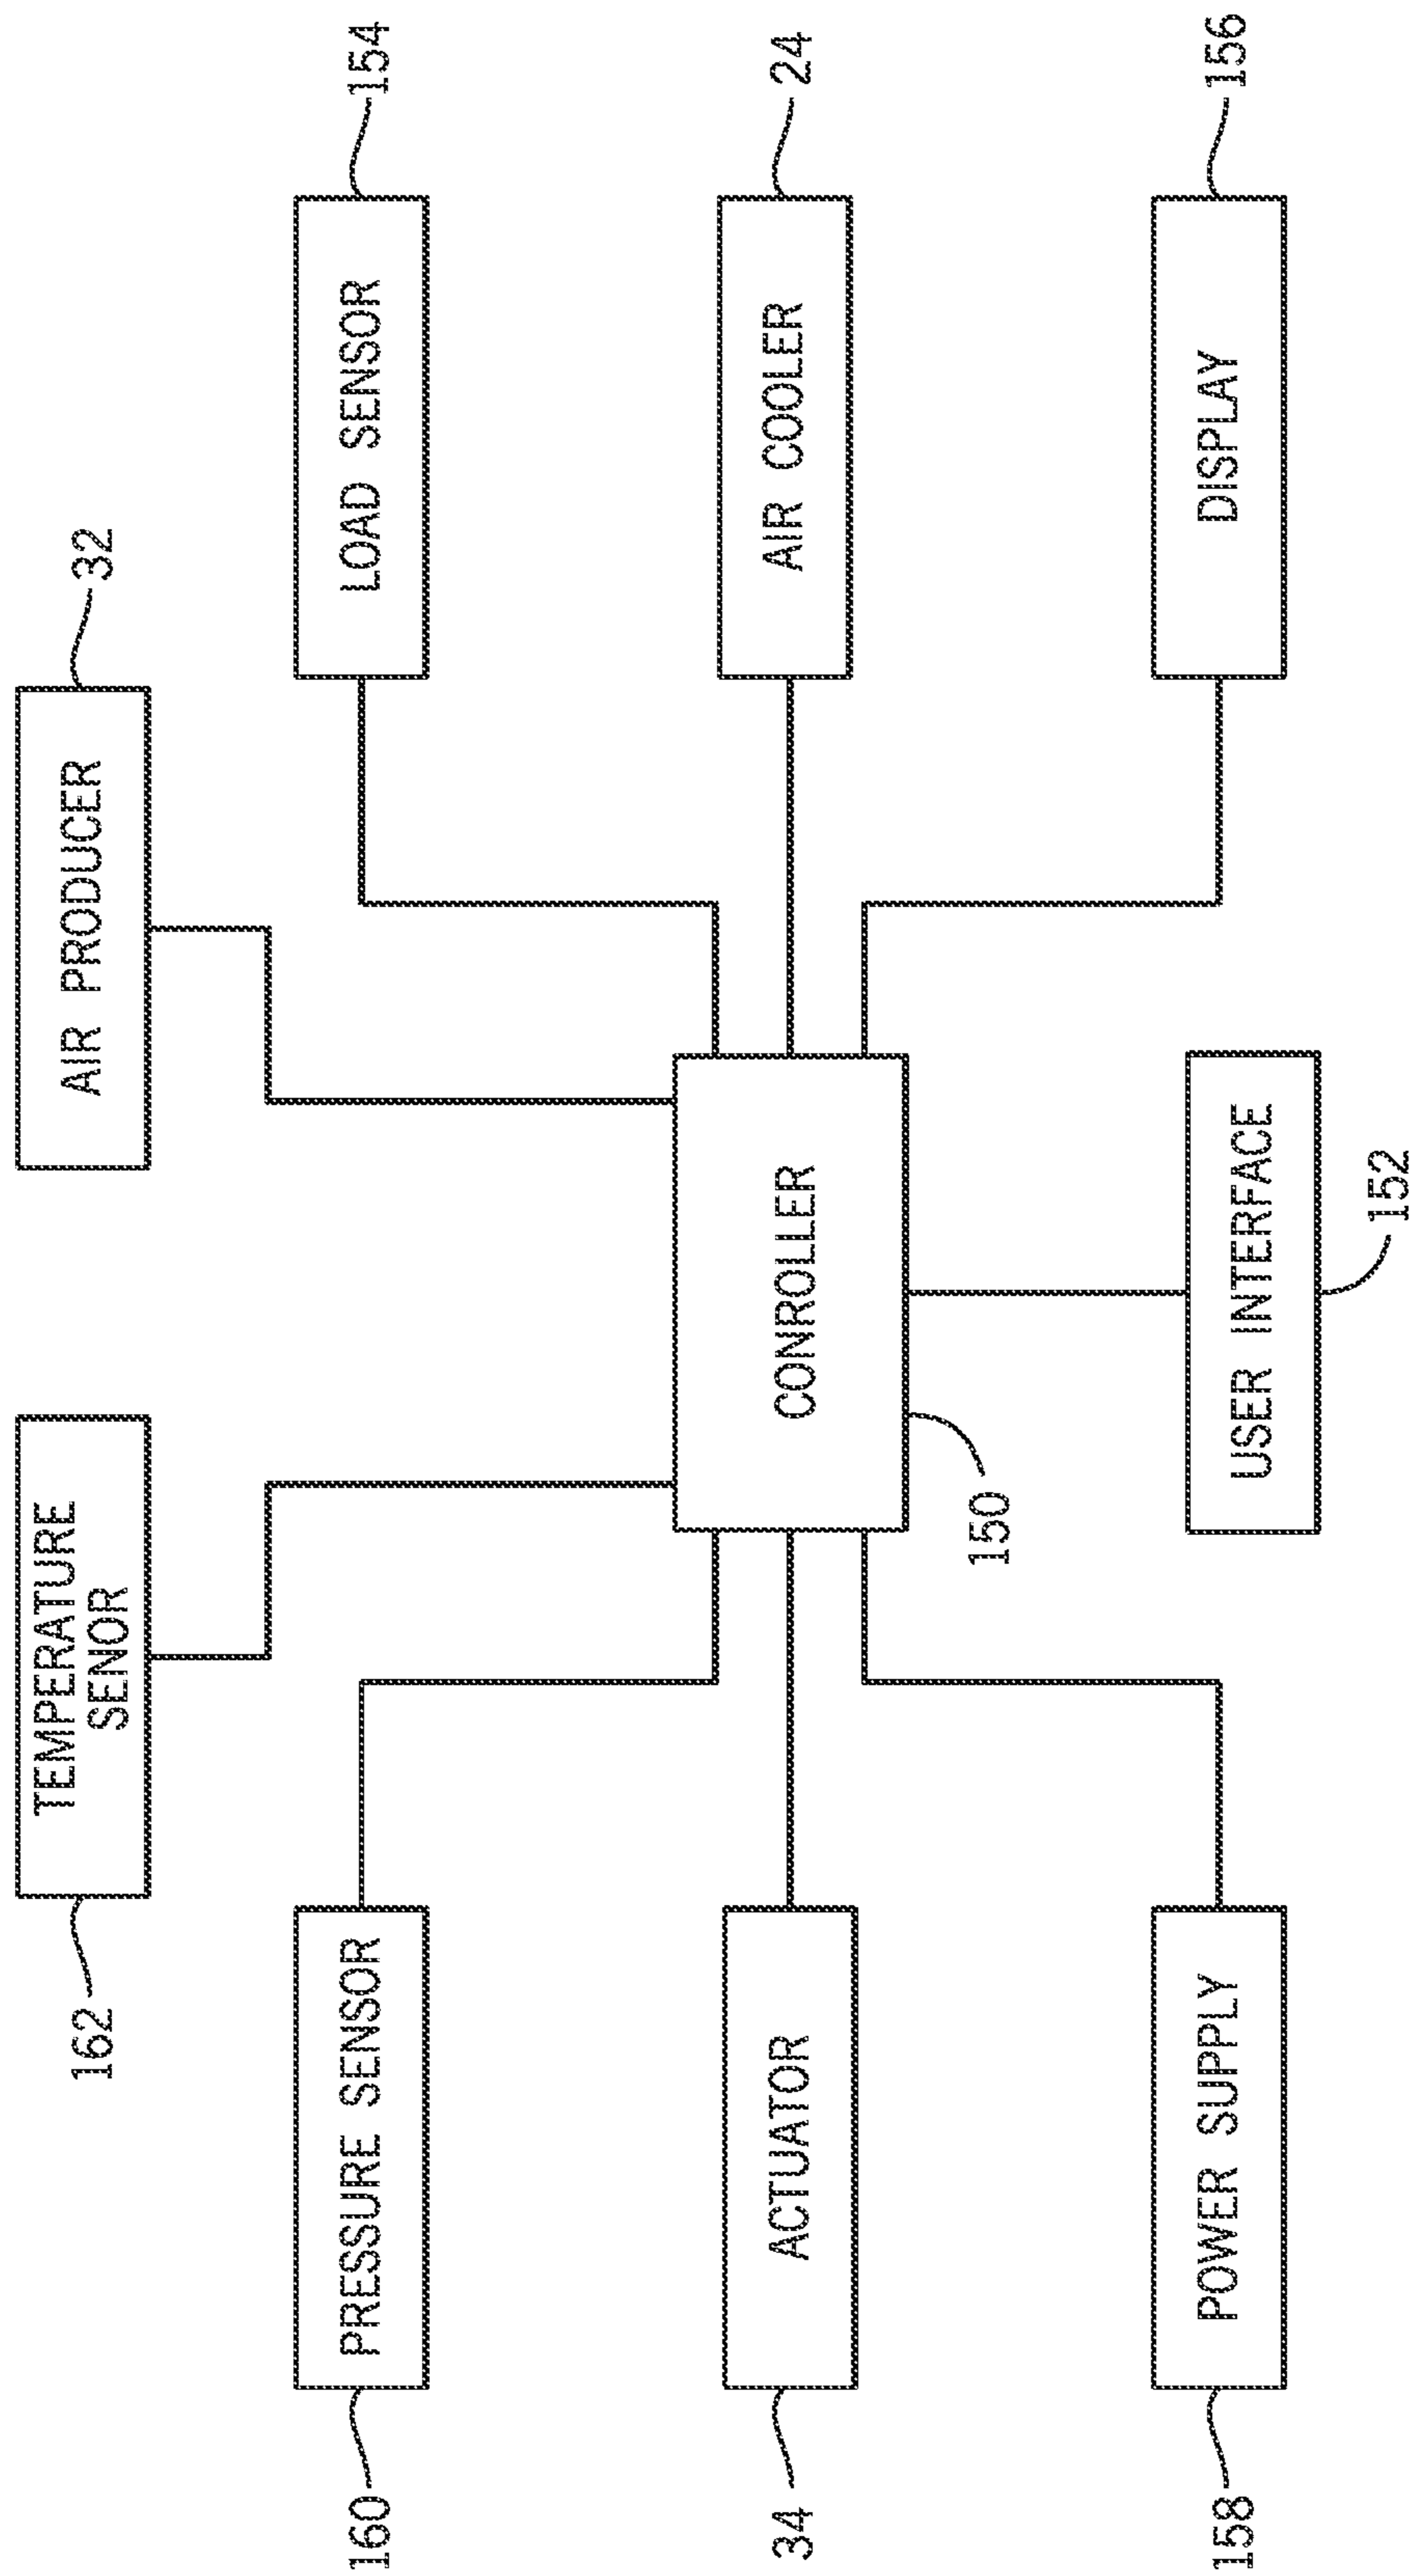 162
TEMPERATURE
SENOR
AIR PRODUCER
32
160
PRESSURE SENSOR
LOAD SENSOR
154
34
ACTUATOR
CONROLLER
AIR COOLER
24
150
158
POWER SUPPLY
USER INTERFACE
DISPLAY
156
152